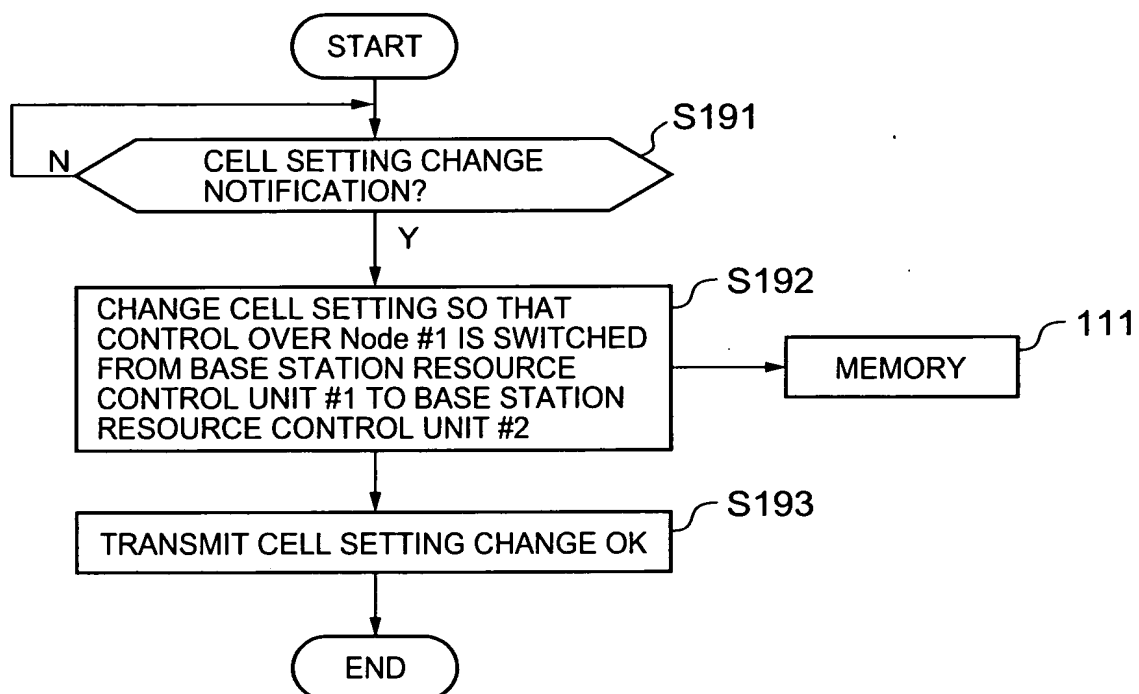 START
S191
N
CELL SETTING CHANGE
NOTIFICATION?
Y
S192
CHANGE CELL SETTING SO THAT
CONTROL OVER Node #1 IS SWITCHED
FROM BASE STATION RESOURCE
CONTROL UNIT #1 TO BASE STATION
RESOURCE CONTROL UNIT #2
111
MEMORY
S193
TRANSMIT CELL SETTING CHANGE OK
END